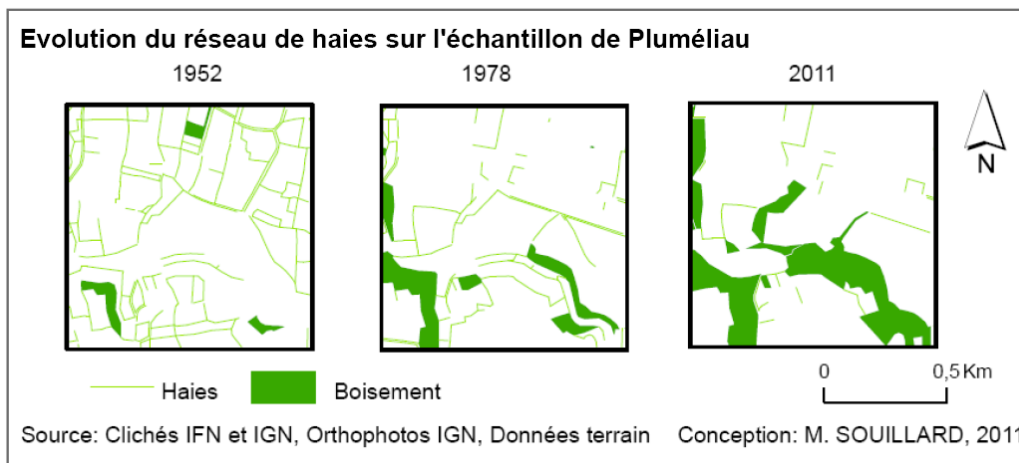 Evolution du réseau de haies sur l'échantillon de Pluméliau
1952 1978 2011
N
Haies Boisement 0 0,5 Km
Source: Clichés IFN et IGN, Orthophotos IGN, Données terrain Conception: M. SOUILLARD, 2011